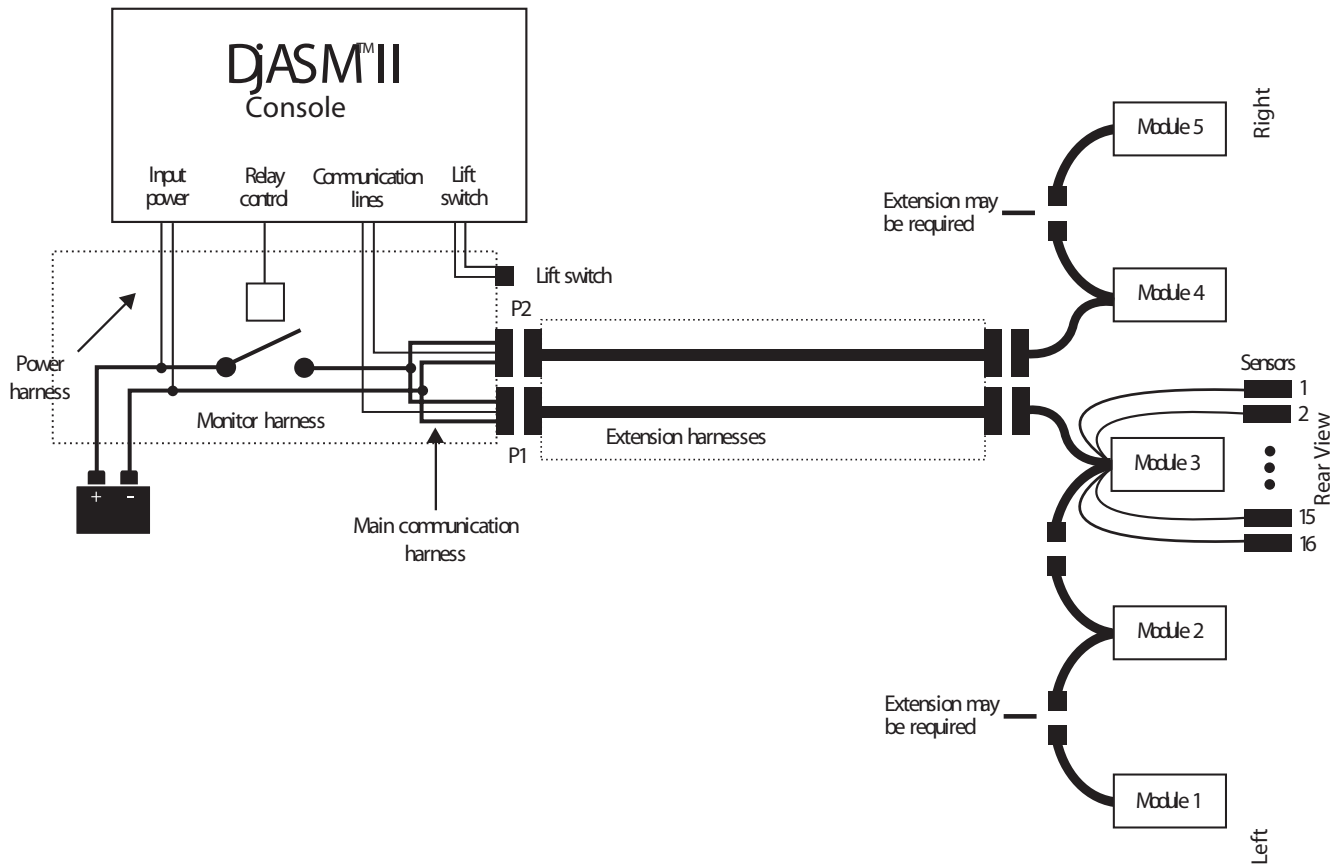 DjASM™II
Console
Input
power
Relay
control
Communication
lines
Lift
switch
Lift switch
P2
Power
harness
Monitor harness
P1
Extension harnesses
+
-
Main communication
harness
Right
Module 5
Extension may
be required
Module 4
Sensors
1
2
Module 3
Rear View
15
16
Module 2
Extension may
be required
Module 1
Left